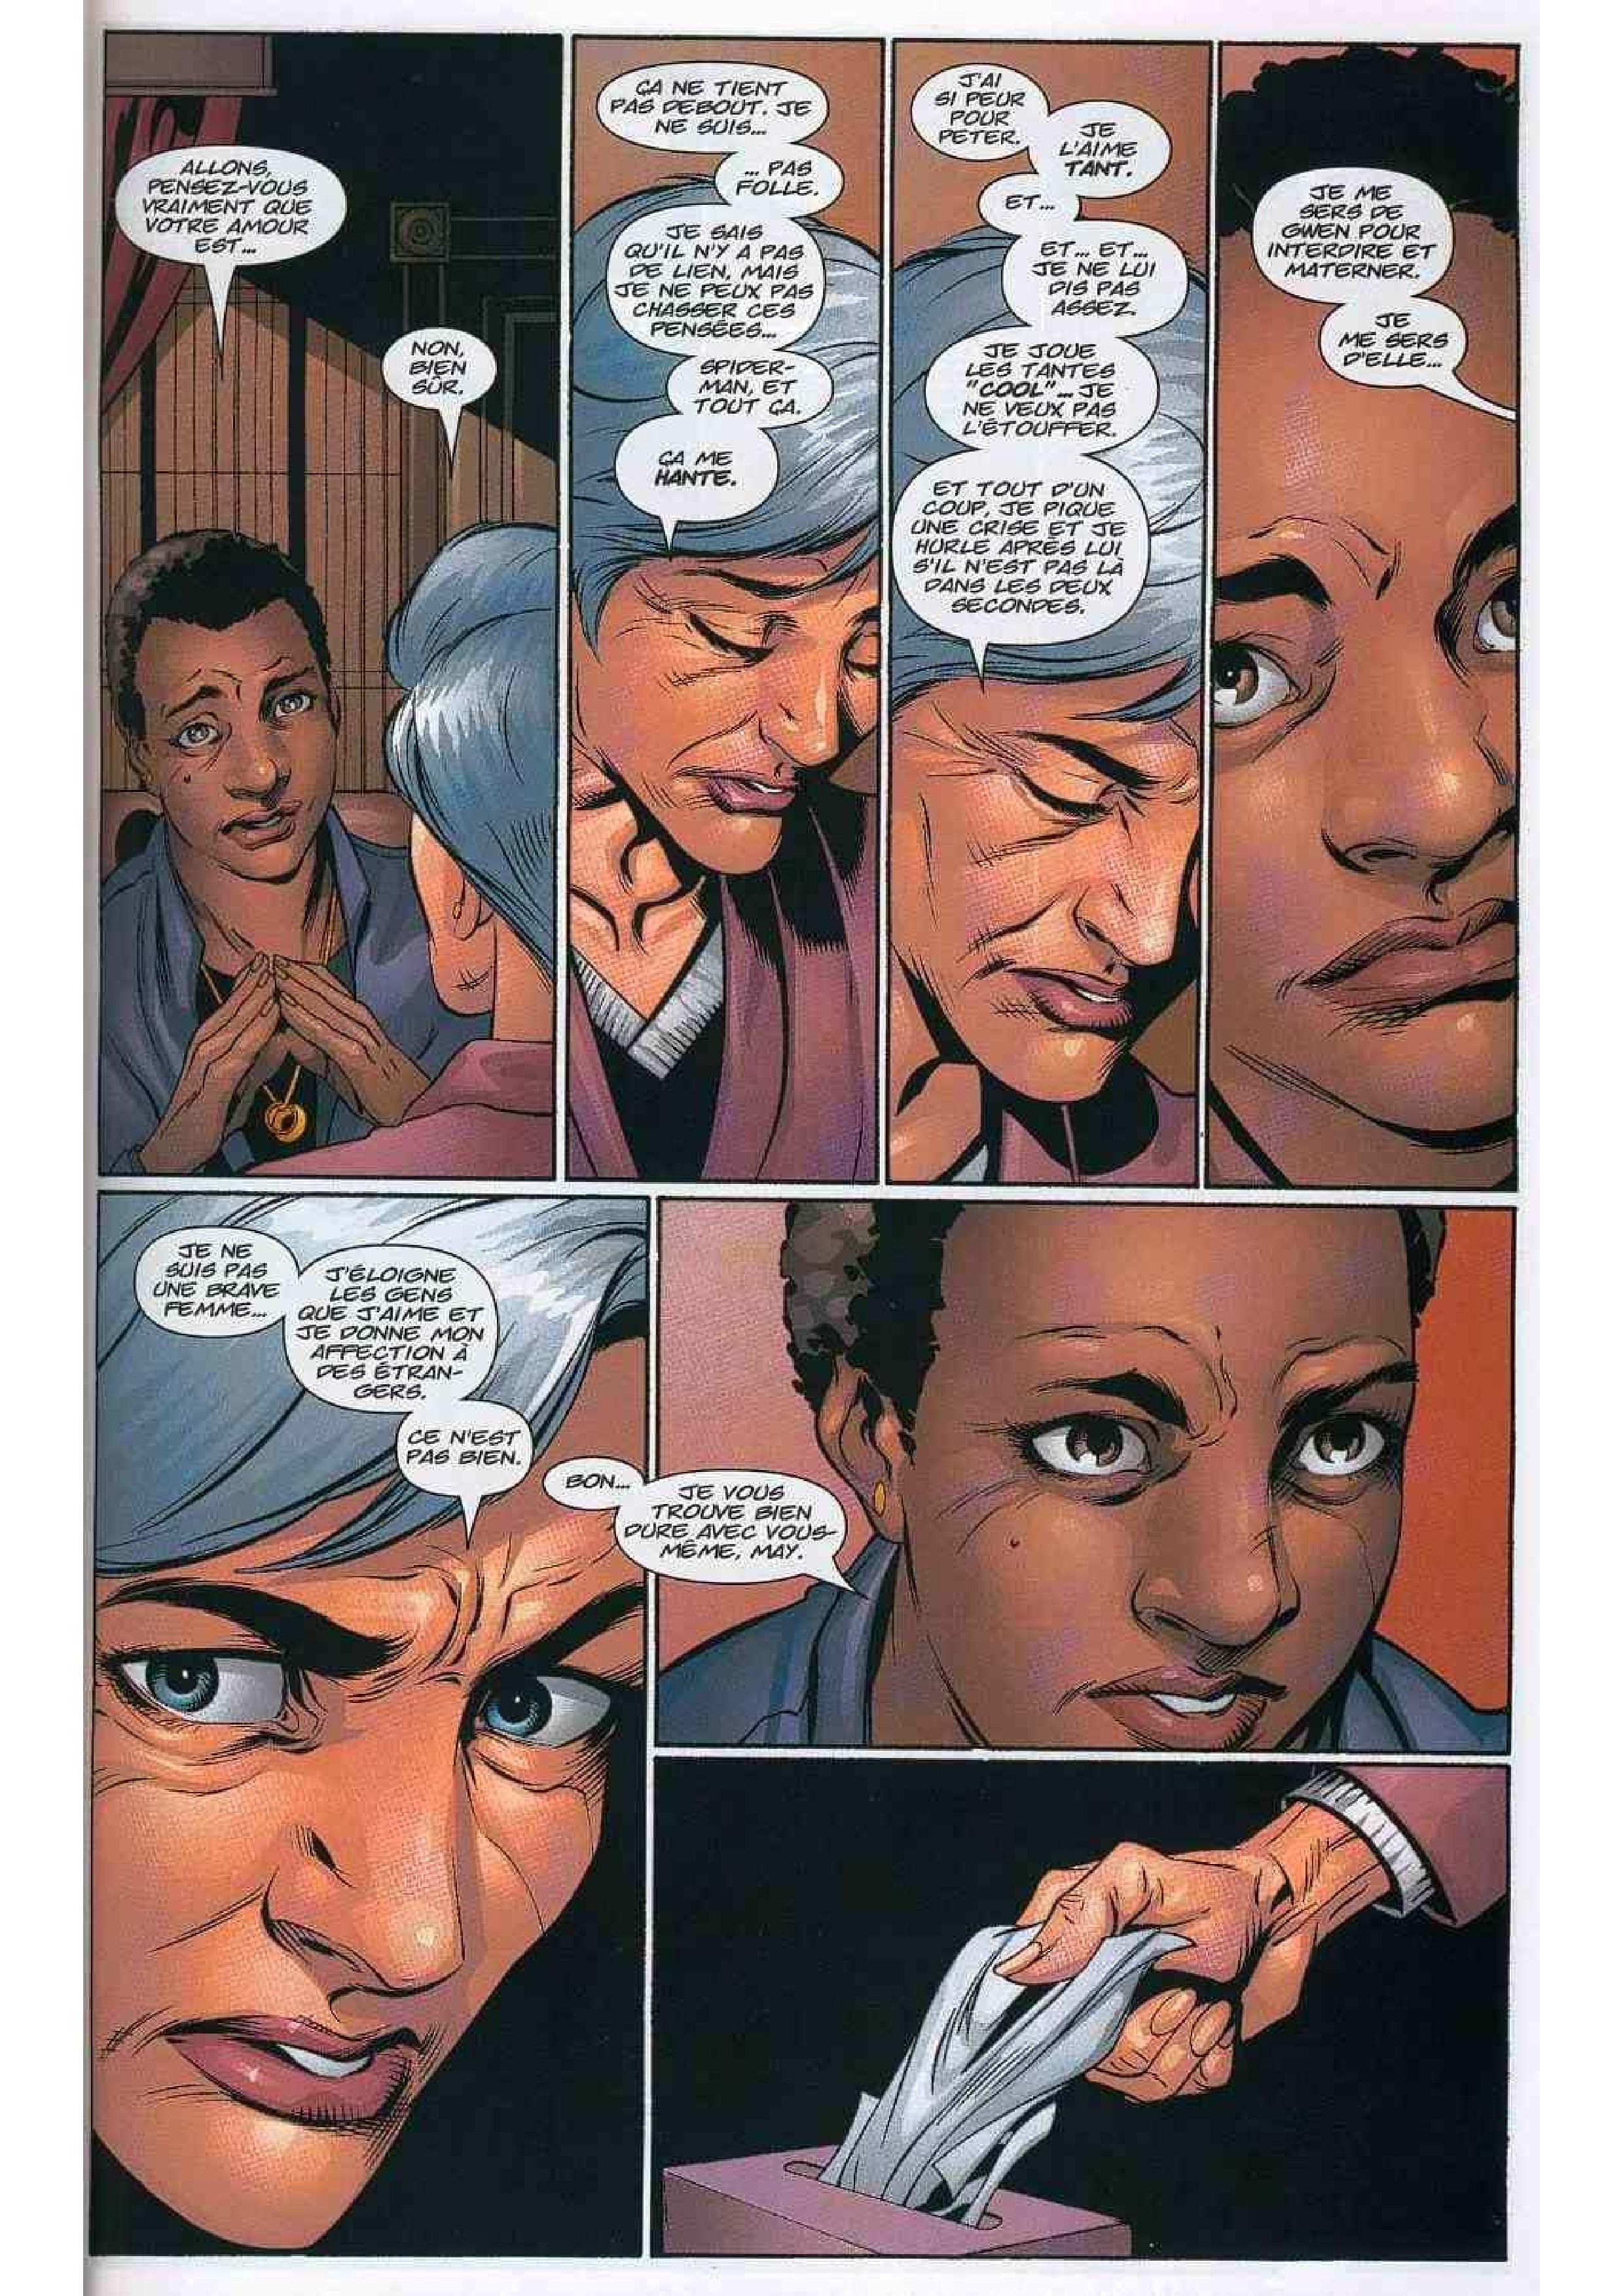 ALLONS,
PENSEZ-VOUS
VRAIMENT QUE
VOTRE AMOUR
EST...
NON,
BIEN
SÛR.
ÇA NE TIENT
PAS DEBOUT. JE
NE SUIS...
... PAS
FOLLE.
JE SAIS
QU'IL N'Y A PAS
DE LIEN, MAIS
JE NE PEUX PAS
CHASSER CES
PENSÉES...
SPIDER-
MAN, ET
TOUT ÇA.
ÇA ME
HANTE.
J'AI
SI PEUR
POUR
PETER.
JE
L'AIME
TANT.
ET...
ET... ET...
JE NE LUI
DIS PAS
ASSEZ.
JE JOUE
LES TANTES
"COOL"... JE
NE VEUX PAS
L'ÉTOUFFER.
ET TOUT D'UN
COUP, JE PIQUE
UNE CRISE ET JE
HURLE APRÈS LUI
S'IL N'EST PAS LÀ
DANS LES DEUX
SECONDES.
JE ME
SERS DE
GWEN POUR
INTERDIRE ET
MATERNER.
JE
ME SERS
D'ELLE...
JE NE
SUIS PAS
UNE BRAVE
FEMME...
J'ÉLOIGNE
LES GENS
QUE J'AIME ET
JE DONNE MON
AFFECTION À
DES ÉTRAN-
GERS.
CE N'EST
PAS BIEN.
BON...
JE VOUS
TROUVE BIEN
DURE AVEC VOUS-
MÊME, MAY.